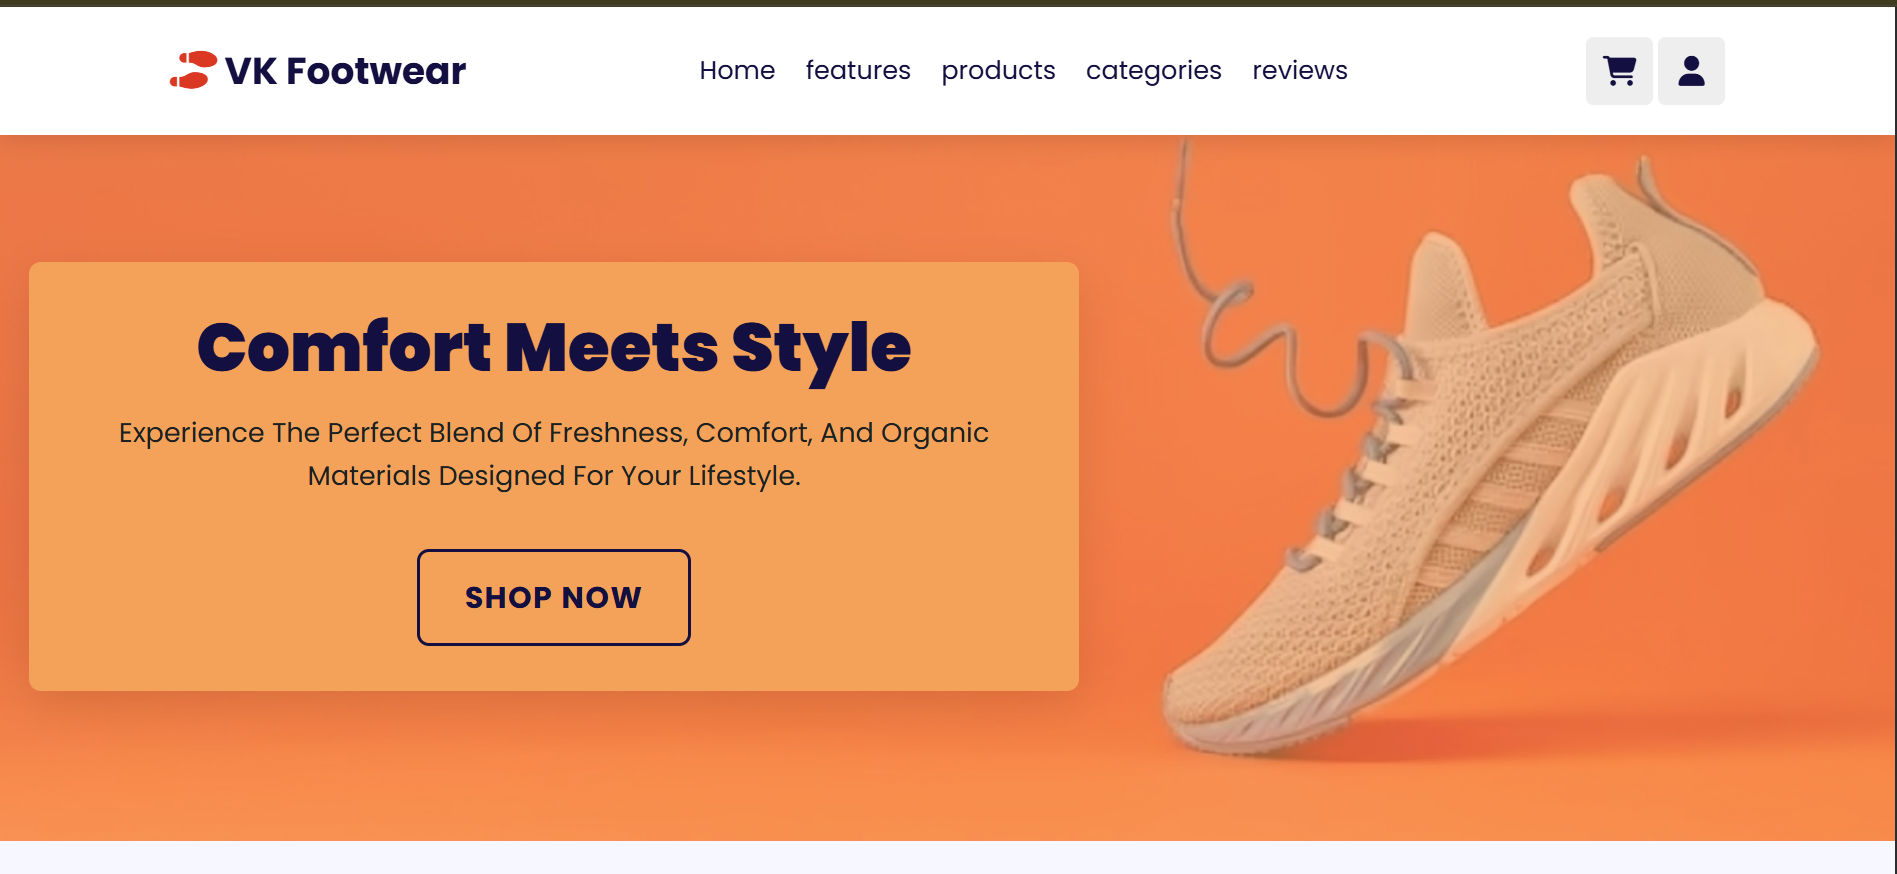 VK Footwear
Home features products categories reviews
Comfort Meets Style
Experience The Perfect Blend Of Freshness, Comfort, And Organic
Materials Designed For Your Lifestyle.
SHOP NOW